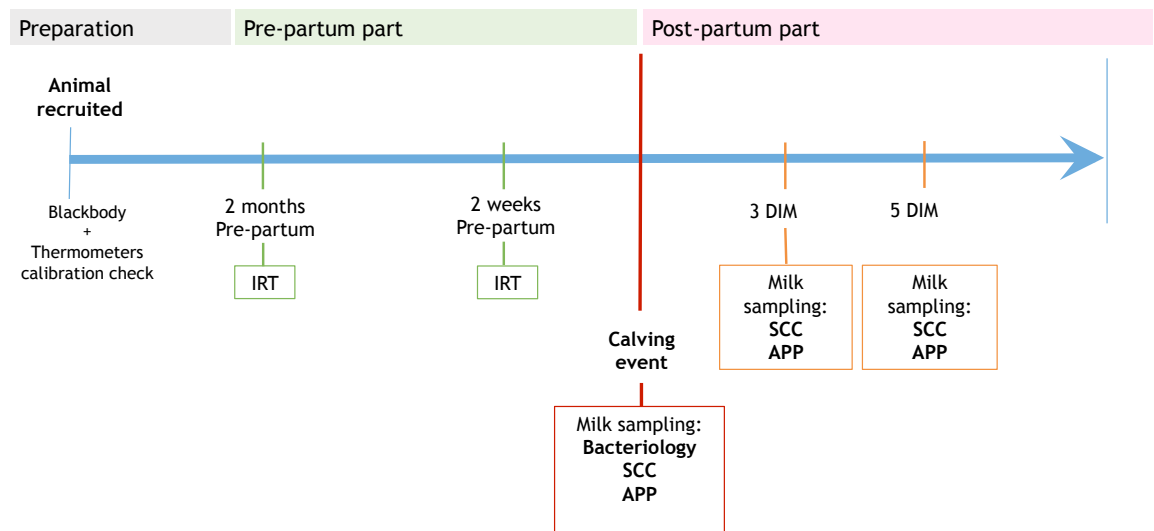 Preparation
Pre-partum part
Post-partum part
Animal
recruited
Blackbody
+
Thermometers
calibration check
2 months
Pre-partum
IRT
2 weeks
Pre-partum
IRT
Calving
event
Milk sampling:
Bacteriology
SCC
APP
3 DIM
Milk
sampling:
SCC
APP
5 DIM
Milk
sampling:
SCC
APP